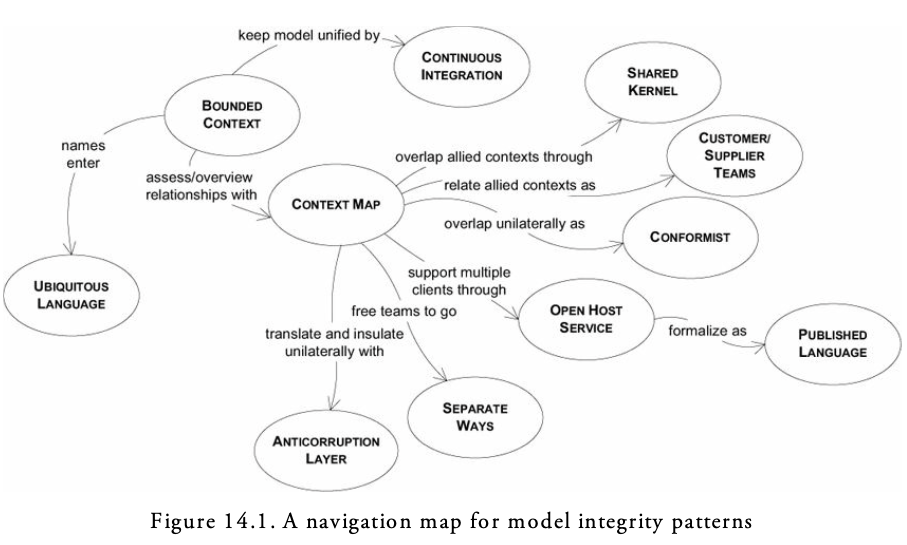 keep model unified by
CONTINUOUS
INTEGRATION
SHARED
KERNEL
BOUNDED
CONTEXT
CUSTOMER/
SUPPLIER
TEAMS
names
enter
overlap allied contexts through
assess/overview
relationships with
relate allied contexts as
CONTEXT MAP
overlap unilaterally as
CONFORMIST
UBIQUITOUS
LANGUAGE
support multiple
clients through
free teams to go
OPEN HOST
SERVICE
formalize as
PUBLISHED
LANGUAGE
translate and insulate
unilaterally with
SEPARATE
WAYS
ANTICORRUPTION
LAYER
Figure 14.1. A navigation map for model integrity patterns